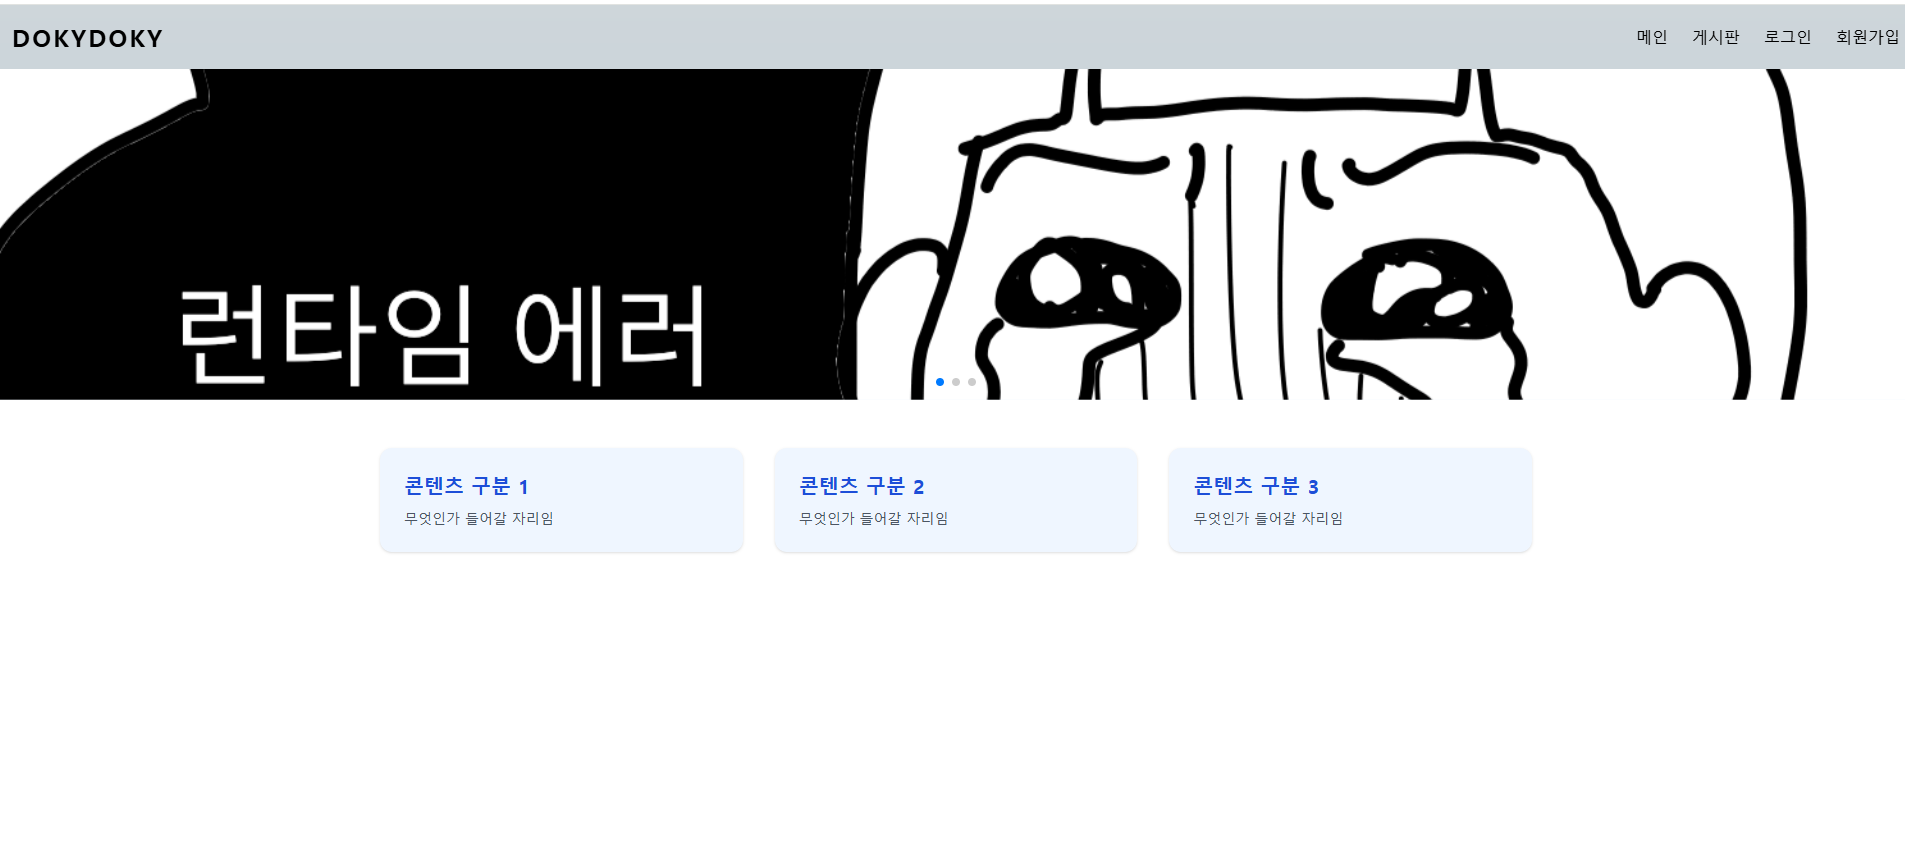 DOKYDOKY
메인 게시판 로그인 회원가입
런타임 에러
콘텐츠 구분 1
무엇인가 들어갈 자리임
콘텐츠 구분 2
무엇인가 들어갈 자리임
콘텐츠 구분 3
무엇인가 들어갈 자리임